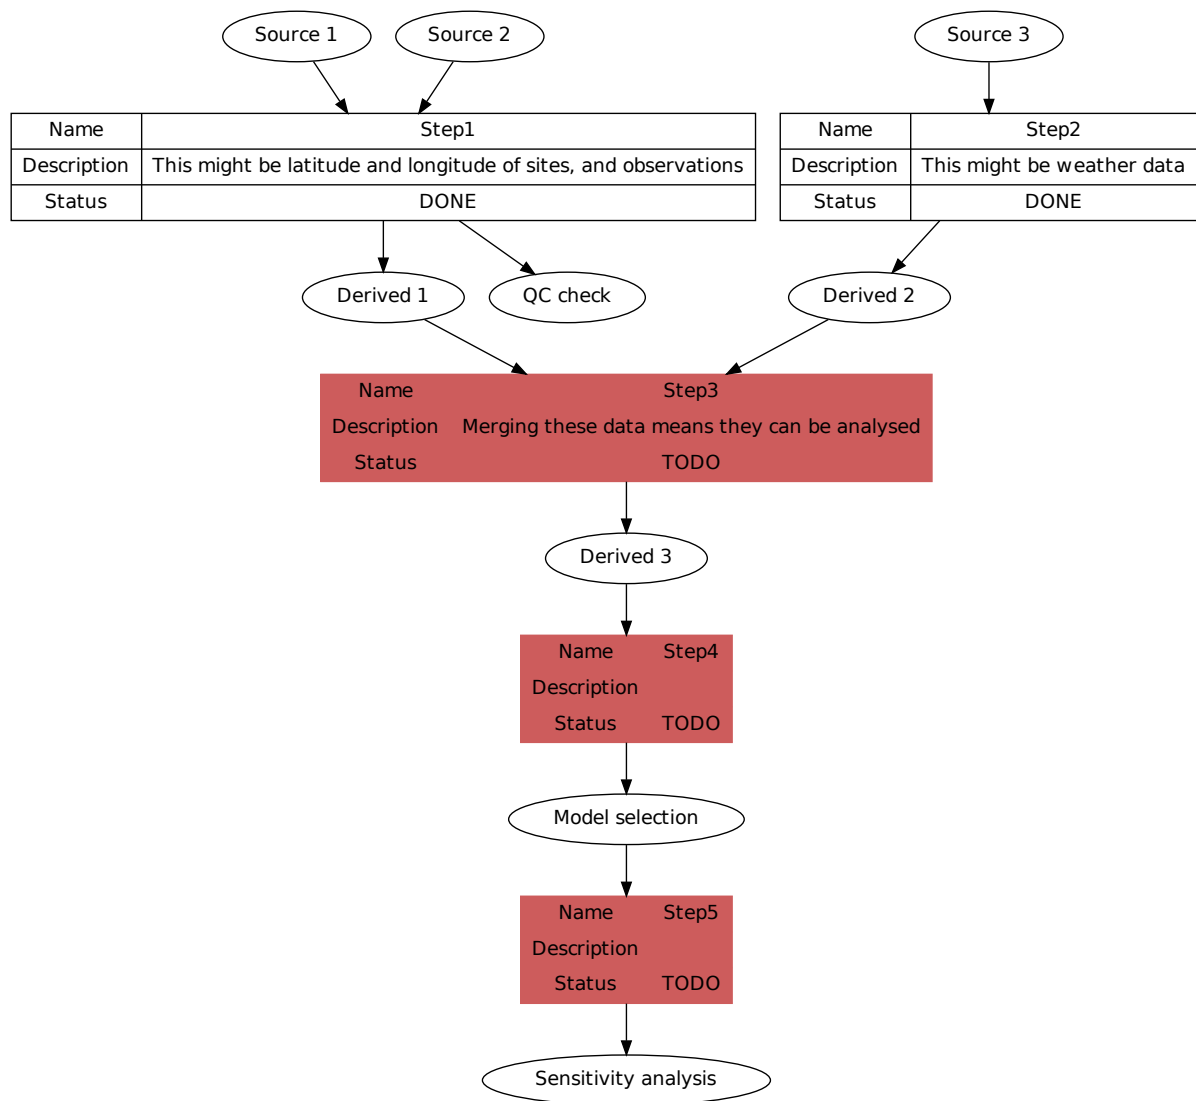 Source 1 Source 2 Source 3
Name Step1 Name Step2
Description This might be latitude and longitude of sites, and observations Description This might be weather data
Status DONE Status DONE
Derived 1 QC check Derived 2
Name Step3
Description Merging these data means they can be analysed
Status TODO
Derived 3
Name Step4
Description
Status TODO
Model selection
Name Step5
Description
Status TODO
Sensitivity analysis